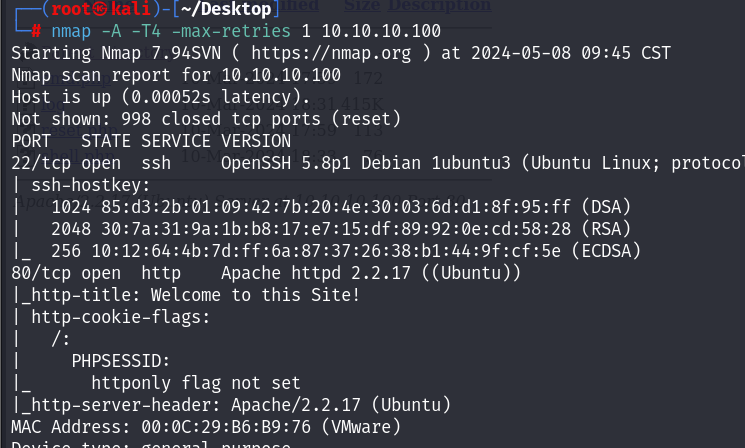 ┌──(root㉿kali)-[~/Desktop]
└─# nmap -A -T4 -max-retries 1 10.10.10.100
Starting Nmap 7.94SVN ( https://nmap.org ) at 2024-05-08 09:45 CST
Nmap scan report for 10.10.10.100
Host is up (0.00052s latency).
Not shown: 998 closed tcp ports (reset)
PORT   STATE SERVICE VERSION
22/tcp open  ssh     OpenSSH 5.8p1 Debian 1ubuntu3 (Ubuntu Linux; protocol
| ssh-hostkey:
|   1024 85:d3:2b:01:09:42:7b:20:4e:30:03:6d:d1:8f:95:ff (DSA)
|   2048 30:7a:31:9a:1b:b8:17:e7:15:df:89:92:0e:cd:58:28 (RSA)
|_  256 10:12:64:4b:7d:ff:6a:87:37:26:38:b1:44:9f:cf:5e (ECDSA)
80/tcp open  http    Apache httpd 2.2.17 ((Ubuntu))
|_http-title: Welcome to this Site!
| http-cookie-flags:
|   /:
|     PHPSESSID:
|_      httponly flag not set
|_http-server-header: Apache/2.2.17 (Ubuntu)
MAC Address: 00:0C:29:B6:B9:76 (VMware)
Device type: general purpose
Size Description